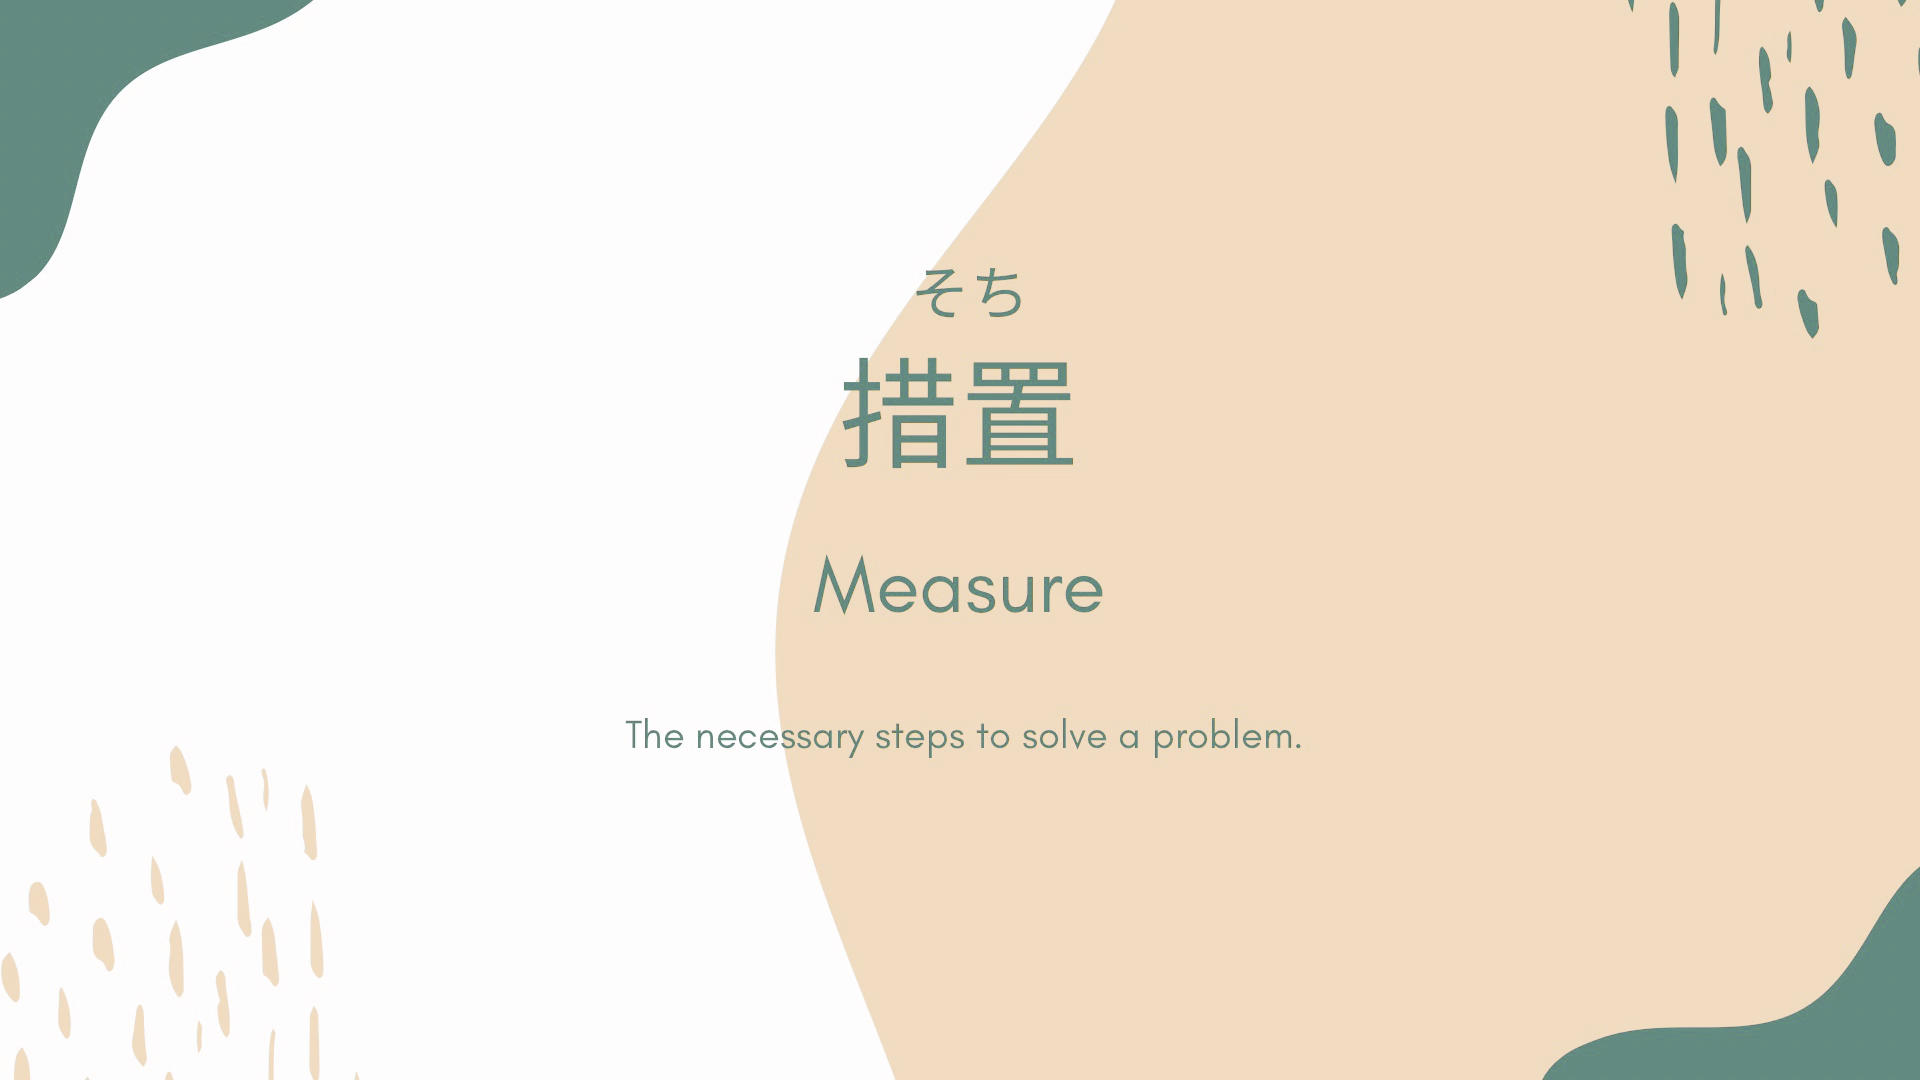 そち
措置
Measure
The necessary steps to solve a problem.